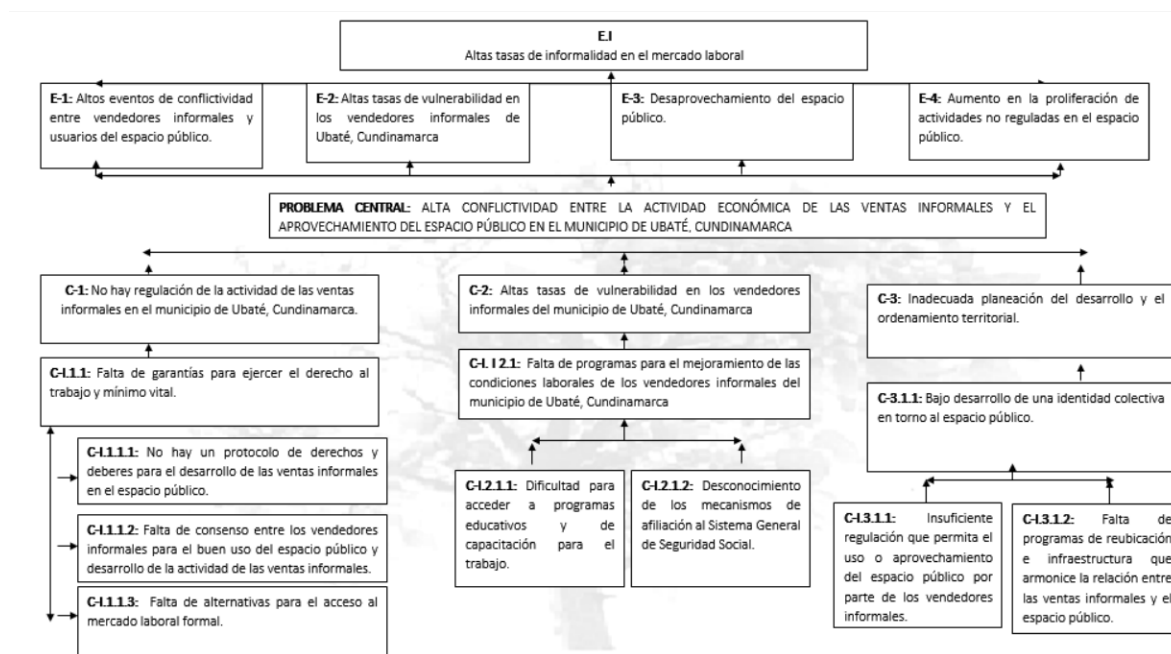 E.I
Altas tasas de informalidad en el mercado laboral
E-1: Altos eventos de conflictividad
entre vendedores informales y
usuarios del espacio público.
E-2: Altas tasas de vulnerabilidad en
los vendedores informales de
Ubaté, Cundinamarca
E-3: Desaprovechamiento del espacio
público.
E-4: Aumento en la proliferación de
actividades no reguladas en el espacio
público.
PROBLEMA CENTRAL: ALTA CONFLICTIVIDAD ENTRE LA ACTIVIDAD ECONÓMICA DE LAS VENTAS INFORMALES Y EL
APROVECHAMIENTO DEL ESPACIO PÚBLICO EN EL MUNICIPIO DE UBATÉ, CUNDINAMARCA
C-1: No hay regulación de la actividad de las ventas
informales en el municipio de Ubaté, Cundinamarca.
C-I.1.1: Falta de garantías para ejercer el derecho al
trabajo y mínimo vital.
C-I.1.1.1: No hay un protocolo de derechos y
deberes para el desarrollo de las ventas informales
en el espacio público.
C-I.1.1.2: Falta de consenso entre los vendedores
informales para el buen uso del espacio público y
desarrollo de la actividad de las ventas informales.
C-I.1.1.3: Falta de alternativas para el acceso al
mercado laboral formal.
C-2: Altas tasas de vulnerabilidad en los vendedores
informales del municipio de Ubaté, Cundinamarca
C-I. I 2.1: Falta de programas para el mejoramiento de las
condiciones laborales de los vendedores informales del
municipio de Ubaté, Cundinamarca
C-I.2.1.1: Dificultad para
acceder a programas
educativos y de
capacitación para el
trabajo.
C-I.2.1.2: Desconocimiento
de los mecanismos de
afiliación al Sistema General
de Seguridad Social.
C-3: Inadecuada planeación del desarrollo y el
ordenamiento territorial.
C-3.1.1: Bajo desarrollo de una identidad colectiva
en torno al espacio público.
C-I.3.1.1: Insuficiente
regulación que permita el
uso o aprovechamiento
del espacio público por
parte de los vendedores
informales.
C-I.3.1.2: Falta de
programas de reubicación
e infraestructura que
armonice la relación entre
las ventas informales y el
espacio público.